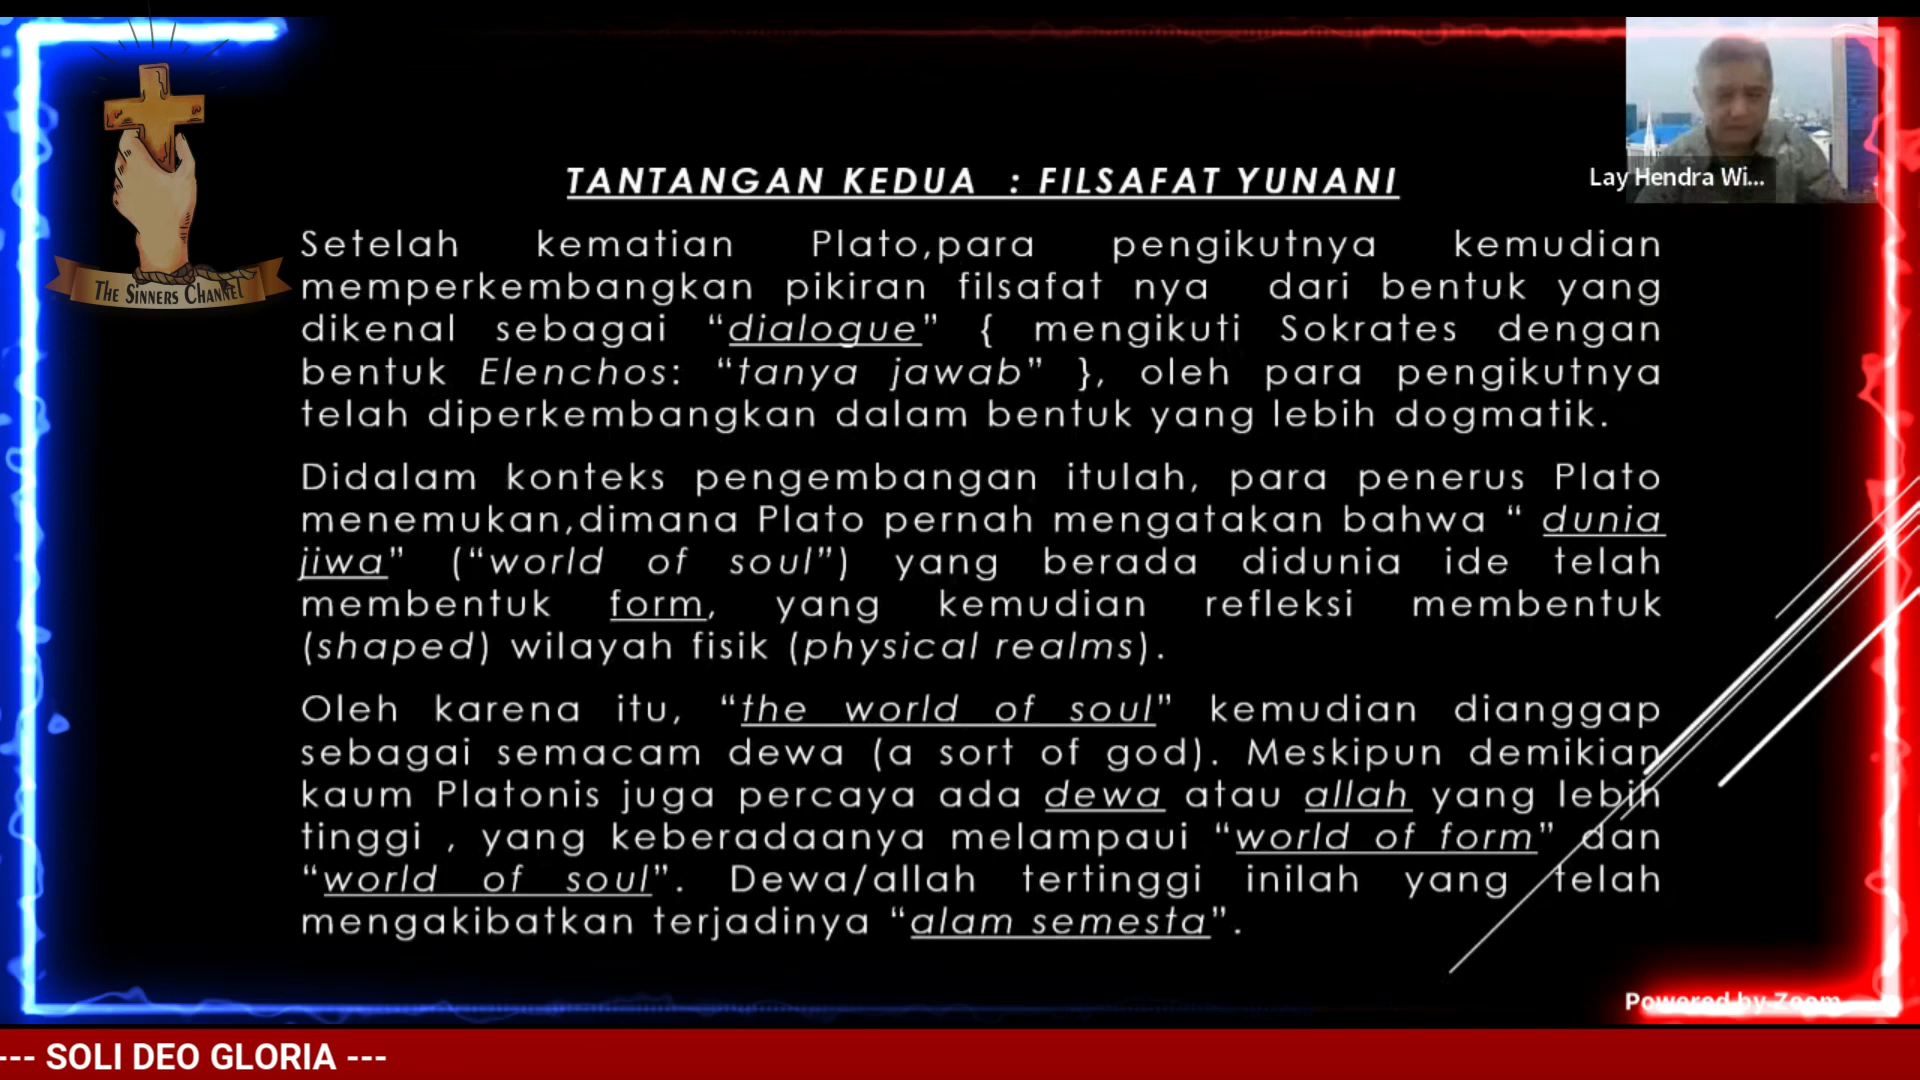 TANTANGAN KEDUA : FILSAFAT YUNANI
Lay Hendra Wi...
THE SINNERS CHANNEL
Setelah kematian Plato,para pengikutnya kemudian
memperkembangkan pikiran filsafat nya dari bentuk yang
dikenal sebagai “dialogue” { mengikuti Sokrates dengan
bentuk Elenchos: “tanya jawab” }, oleh para pengikutnya
telah diperkembangkan dalam bentuk yang lebih dogmatik.
Didalam konteks pengembangan itulah, para penerus Plato
menemukan,dimana Plato pernah mengatakan bahwa “ dunia
jiwa” (“world of soul”) yang berada didunia ide telah
membentuk form, yang kemudian refleksi membentuk
(shaped) wilayah fisik (physical realms).
Oleh karena itu, “the world of soul” kemudian dianggap
sebagai semacam dewa (a sort of god). Meskipun demikian
kaum Platonis juga percaya ada dewa atau allah yang lebih
tinggi , yang keberadaanya melampaui “world of form” dan
“world of soul”. Dewa/allah tertinggi inilah yang telah
mengakibatkan terjadinya “alam semesta”.
Powered by Zoom
--- SOLI DEO GLORIA ---